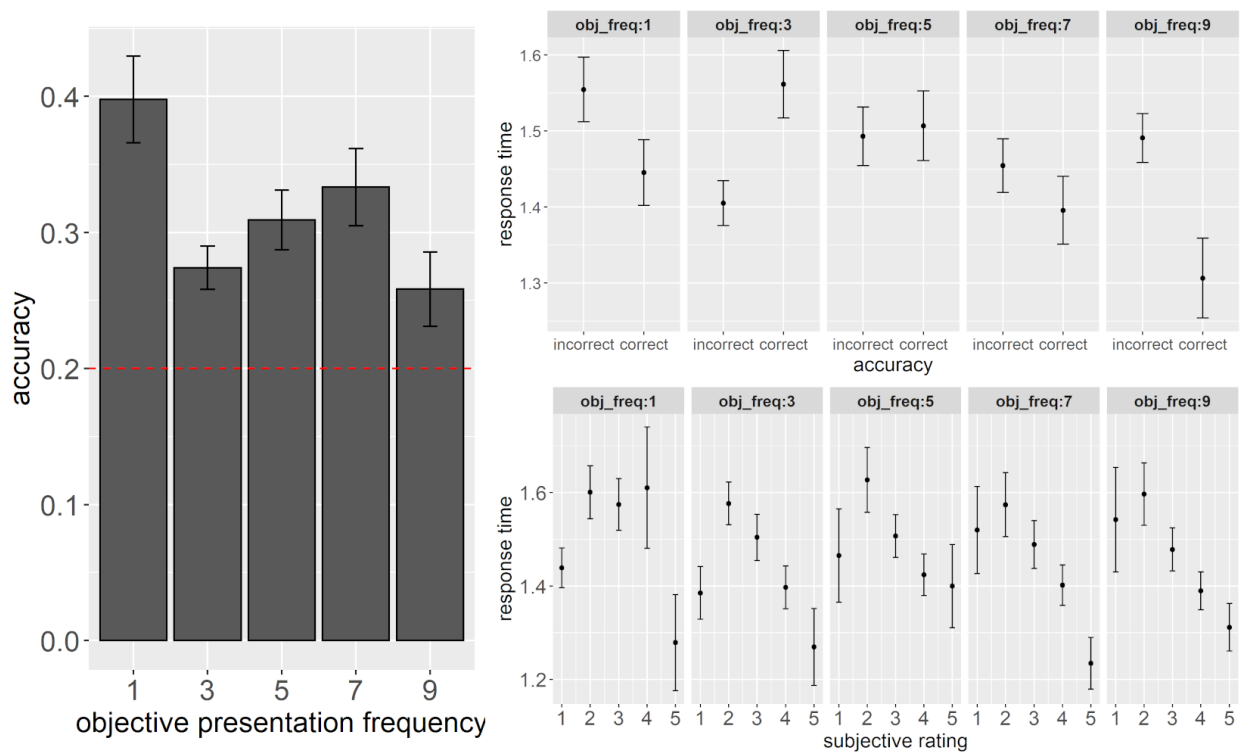 accuracy
0.4
0.3
0.2
0.1
0.0
1 3 5 7 9
objective presentation frequency
obj_freq:1 obj_freq:3 obj_freq:5 obj_freq:7 obj_freq:9
response time
1.6
1.5
1.4
1.3
incorrect correct incorrect correct incorrect correct incorrect correct incorrect correct
accuracy
obj_freq:1 obj_freq:3 obj_freq:5 obj_freq:7 obj_freq:9
response time
1.6
1.4
1.2
1 2 3 4 5 1 2 3 4 5 1 2 3 4 5 1 2 3 4 5 1 2 3 4 5
subjective rating